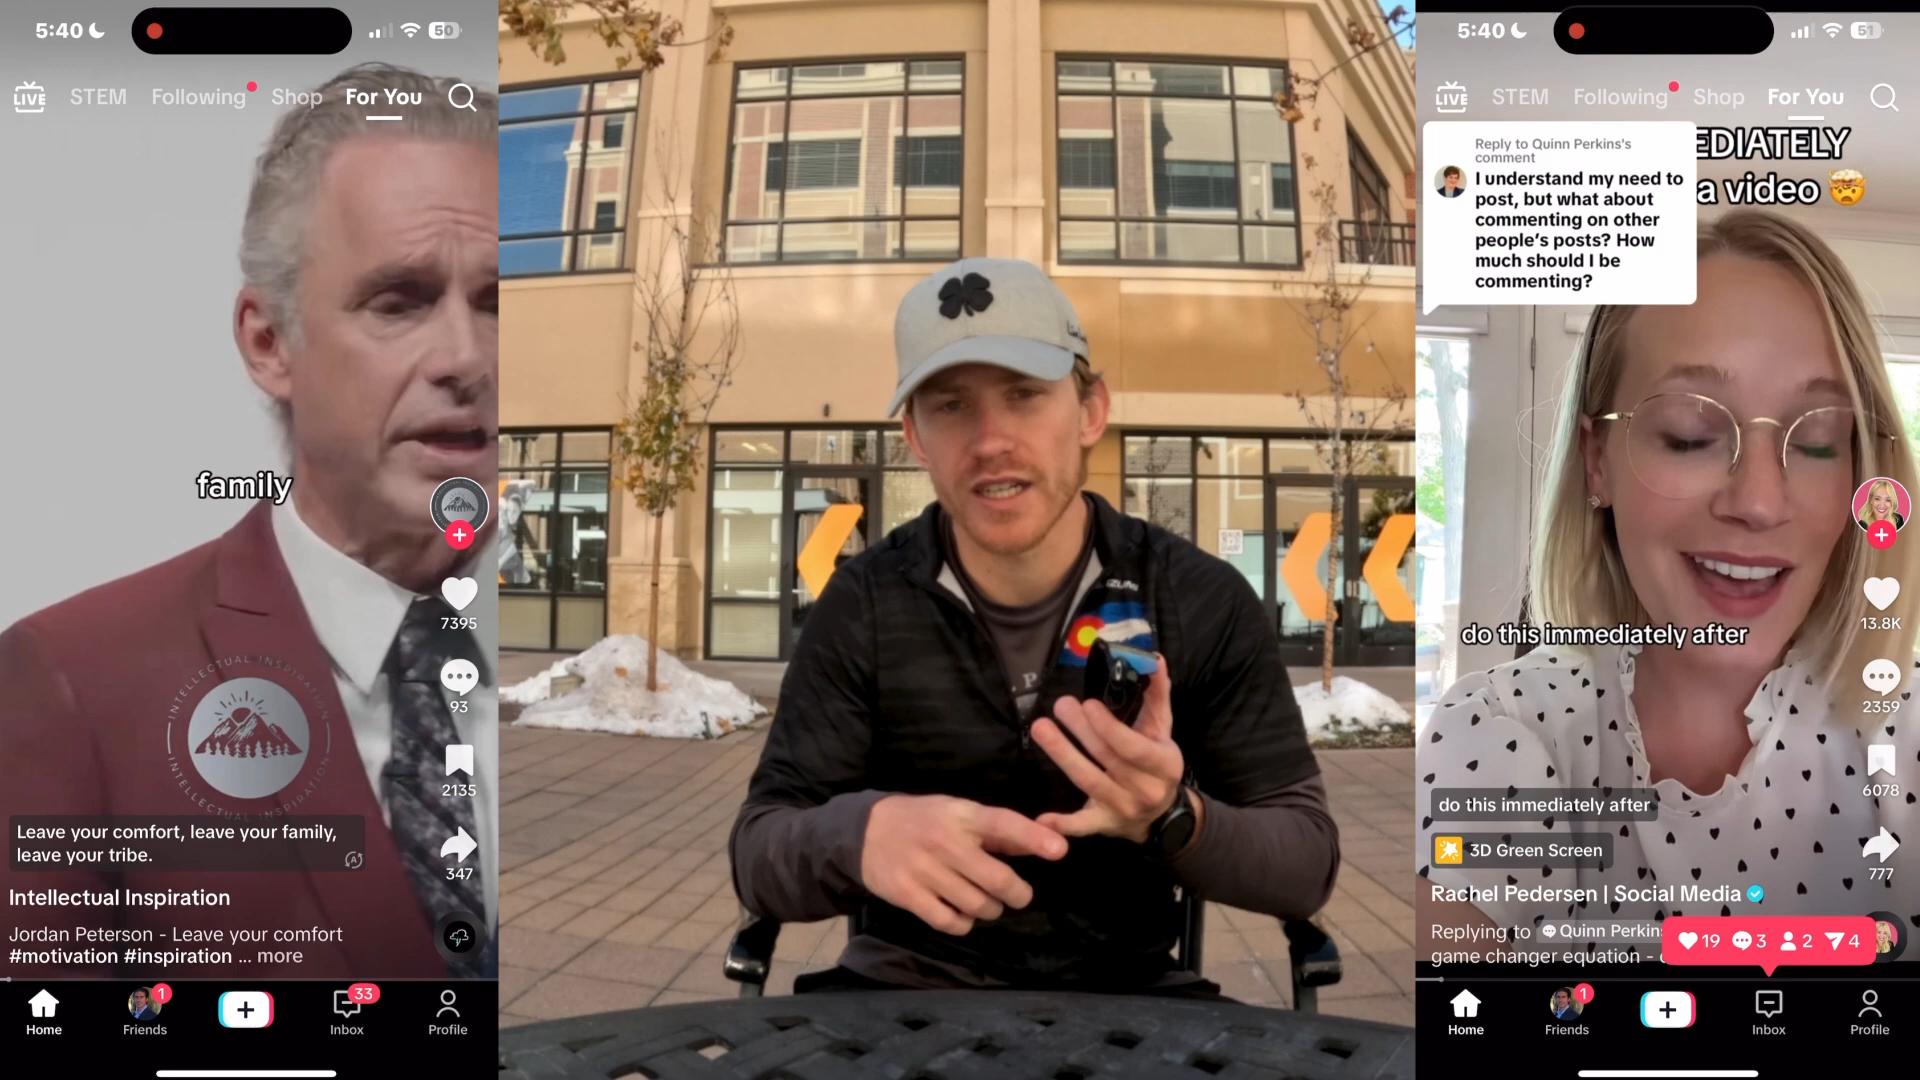 5:40
50
LIVE
STEM
Following
Shop
For You
family
7395
93
2135
347
INTELLECTUAL INSPIRATION
INTELLECTUAL INSPIRATION
Leave your comfort, leave your family,
leave your tribe.
Intellectual Inspiration
Jordan Peterson - Leave your comfort
#motivation #inspiration ... more
Home
1
Friends
33
Inbox
Profile
5:40
51
LIVE
STEM
Following
Shop
For You
EDIATELY
a video
Reply to Quinn Perkins's
comment
I understand my need to
post, but what about
commenting on other
people's posts? How
much should I be
commenting?
do this immediately after
13.8K
2359
6078
777
do this immediately after
3D Green Screen
Rachel Pedersen | Social Media
Replying to Quinn Perkin
game changer equation -
19 3 2 4
Home
1
Friends
Inbox
Profile